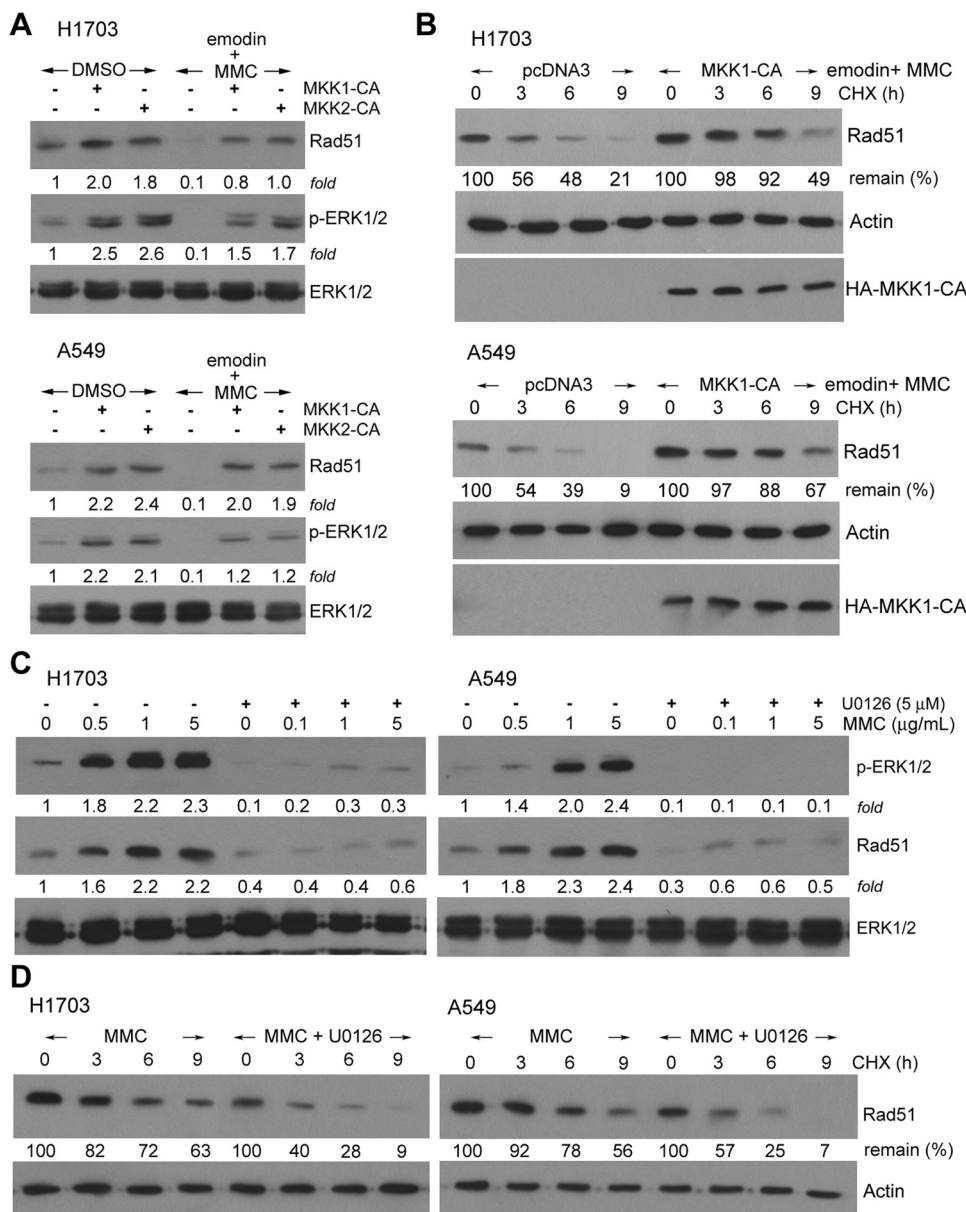 A
H1703
emodin
+
← DMSO → ← MMC →
- + - - + - MKK1-CA
- - + - - + MKK2-CA
Rad51
1 2.0 1.8 0.1 0.8 1.0 fold
p-ERK1/2
1 2.5 2.6 0.1 1.5 1.7 fold
ERK1/2
A549
emodin
+
← DMSO → ← MMC →
- + - - + - MKK1-CA
- - + - - + MKK2-CA
Rad51
1 2.2 2.4 0.1 2.0 1.9 fold
p-ERK1/2
1 2.2 2.1 0.1 1.2 1.2 fold
ERK1/2
B
H1703
← pcDNA3 → ← MKK1-CA → emodin+ MMC
0 3 6 9 0 3 6 9 CHX (h)
Rad51
100 56 48 21 100 98 92 49 remain (%)
Actin
HA-MKK1-CA
A549
← pcDNA3 → ← MKK1-CA → emodin+ MMC
0 3 6 9 0 3 6 9 CHX (h)
Rad51
100 54 39 9 100 97 88 67 remain (%)
Actin
HA-MKK1-CA
C
H1703 A549
- - - - + + + + - - - - + + + + U0126 (5 μM)
0 0.5 1 5 0 0.1 1 5 0 0.5 1 5 0 0.1 1 5 MMC (μg/mL)
p-ERK1/2
1 1.8 2.2 2.3 0.1 0.2 0.3 0.3 1 1.4 2.0 2.4 0.1 0.1 0.1 0.1 fold
Rad51
1 1.6 2.2 2.2 0.4 0.4 0.4 0.6 1 1.8 2.3 2.4 0.3 0.6 0.6 0.5 fold
ERK1/2
D
H1703 A549
← MMC → ← MMC + U0126 → ← MMC → ← MMC + U0126 →
0 3 6 9 0 3 6 9 0 3 6 9 0 3 6 9 CHX (h)
Rad51
100 82 72 63 100 40 28 9 100 92 78 56 100 57 25 7 remain (%)
Actin